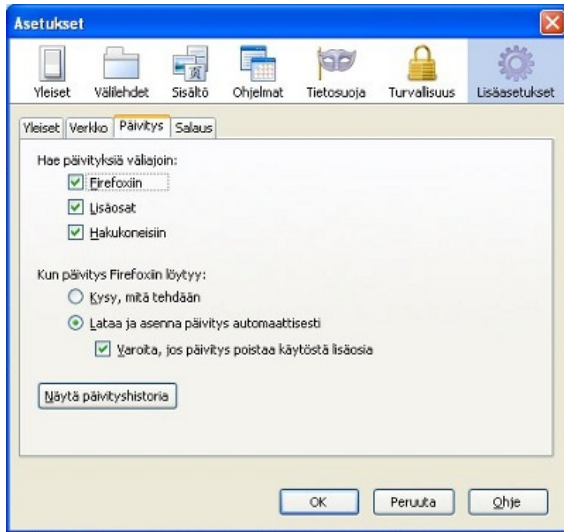 Asetukset
Yleiset Välilehdet Sisältö Ohjelmat Tietosuoja Turvallisuus Lisäasetukset
Yleiset Verkko Päivitys Salaus
Hae päivityksiä väliajoin:
Firefoxiin
Lisäosat
Hakukoneisiin
Kun päivitys Firefoxiin löytyy:
Kysy, mitä tehdään
Lataa ja asenna päivitys automaattisesti
Varoita, jos päivitys poistaa käytöstä lisäosia
Näytä päivityshistoria
OK Peruuta Ohje